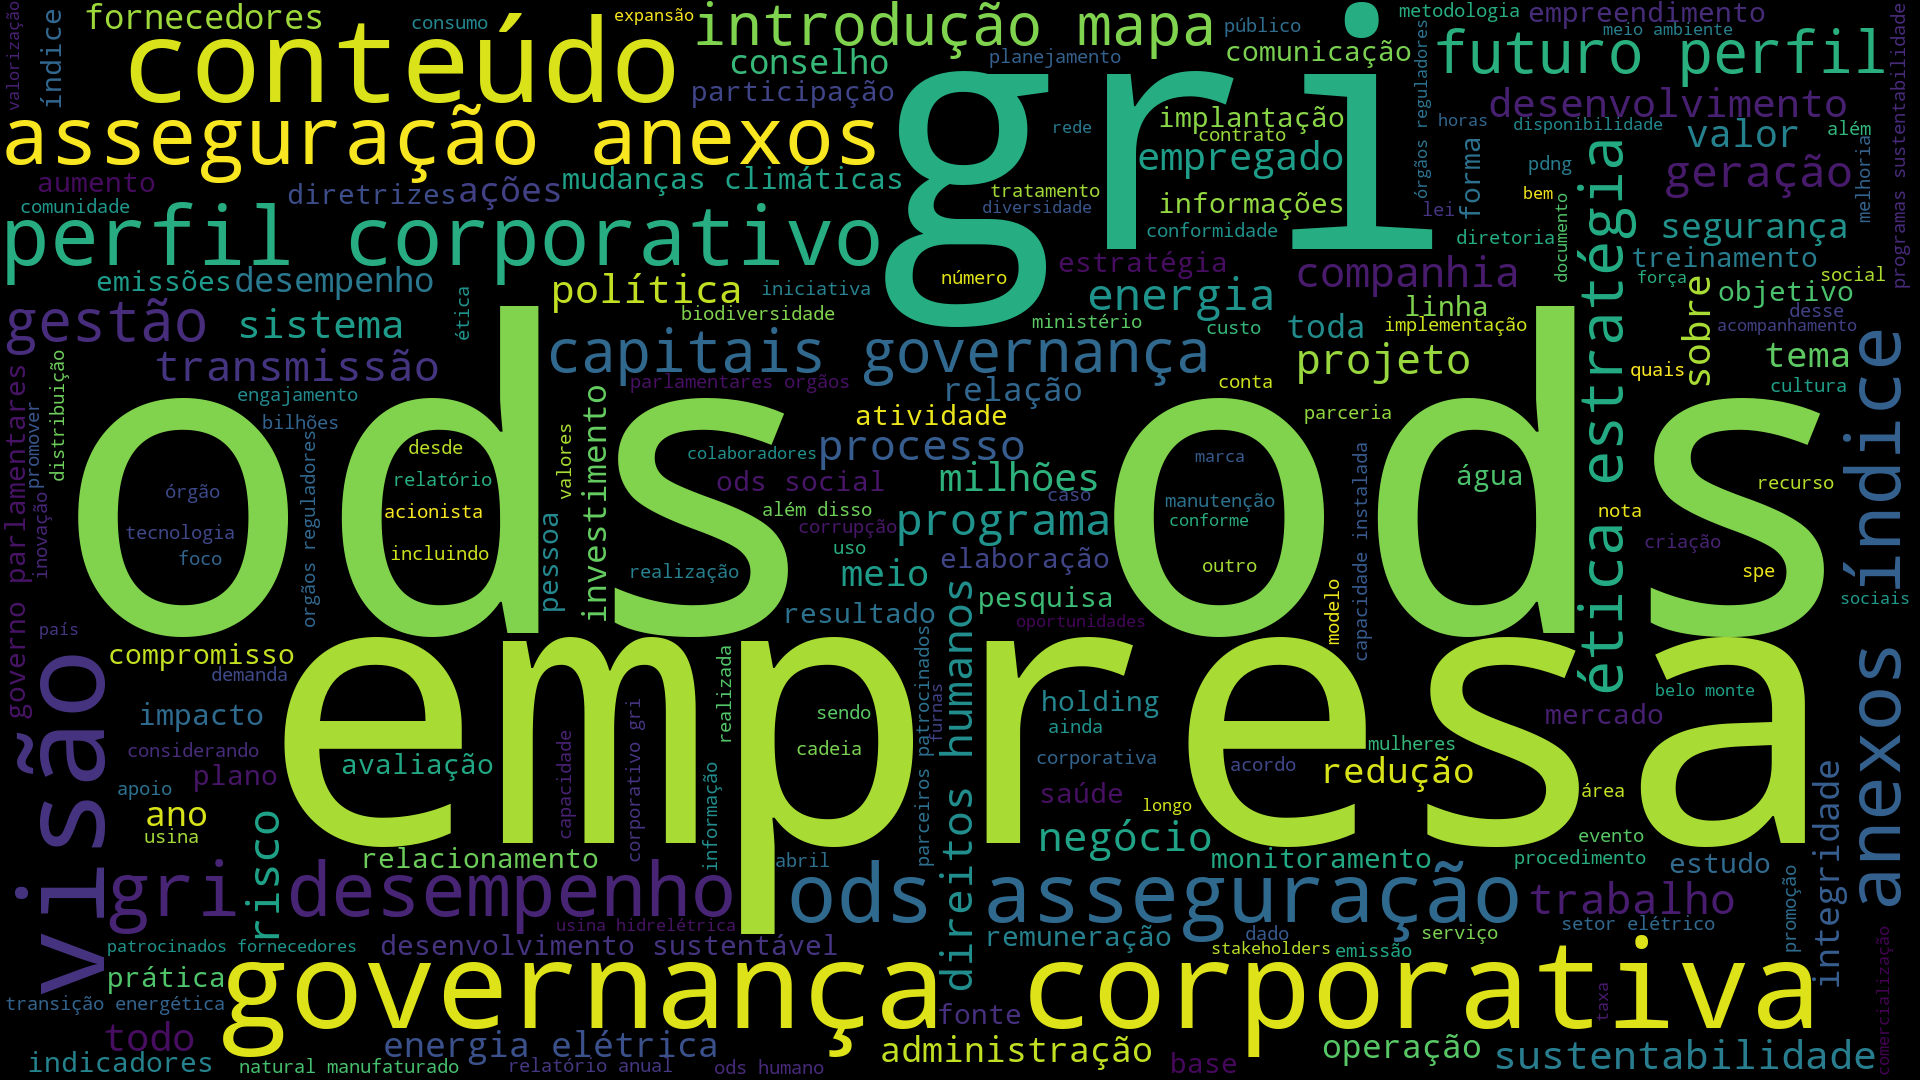 valorização
índice
fornecedores
consumo
expansão
introdução mapa
público
metodologia
empreendimento
meio ambiente
programas sustentabilidade
conteúdo
conselho
planejamento
comunicação
órgãos reguladores
futuro perfil
participação
gri
desenvolvimento
asseguração anexos
rede
implantação
contrato
horas
disponibilidade
valor
além
melhoria
empregado
forma
pdng
geração
aumento
diretrizes
ações
mudanças climáticas
tratamento
diversidade
informações
lei
bem
documento
ética estratégia
comunidade
perfil corporativo
conformidade
diretoria
segurança
emissões
desempenho
número
estratégia
companhia
treinamento
força
social
política
iniciativa
energia
linha
sobre
objetivo
desse
gestão
sistema
ética
biodiversidade
ministério
custo
toda
implementação
acompanhamento
transmissão
capitais governança
projeto
quais
tema
cultura
anexos índice
governo parlamentares
promover
distribuição
engajamento
parlamentares orgãos
relação
conta
bilhões
orgãos reguladores
ods ods
investimento
valores
atividade
parceria
desde
colaboradores
processo
marca
capacidade instalada
relatório
ods social
milhões
caso
manutenção
água
recurso
órgão
acionista
além disso
corrupção
programa
conforme
nota
inovação
tecnologia
foco
incluindo
pessoa
uso
elaboração
criação
realização
meio
outro
spe
resultado
direitos humanos
pesquisa
oportunidades
modelo
sociais
país
visão
compromisso
demanda
empresa
realizada
parceiros patrocinados
furnas
belo monte
impacto
corporativo gri
sendo
holding
ainda
mercado
considerando
avaliação
capacidade
cadeia
corporativa
acordo
mulheres
plano
informação
redução
integridade
apoio
saúde
longo
área
ano
usina
risco
negócio
evento
relacionamento
abril
monitoramento
procedimento
estudo
gri desempenho
ods asseguração
trabalho
promoção
usina hidrelétrica
remuneração
dado
serviço
setor elétrico
comercialização
patrocinados fornecedores
desenvolvimento sustentável
stakeholders
emissão
prática
governança corporativa
transição energética
fonte
taxa
todo
energia elétrica
administração
operação
sustentabilidade
indicadores
natural manufaturado
relatório anual
ods humano
base